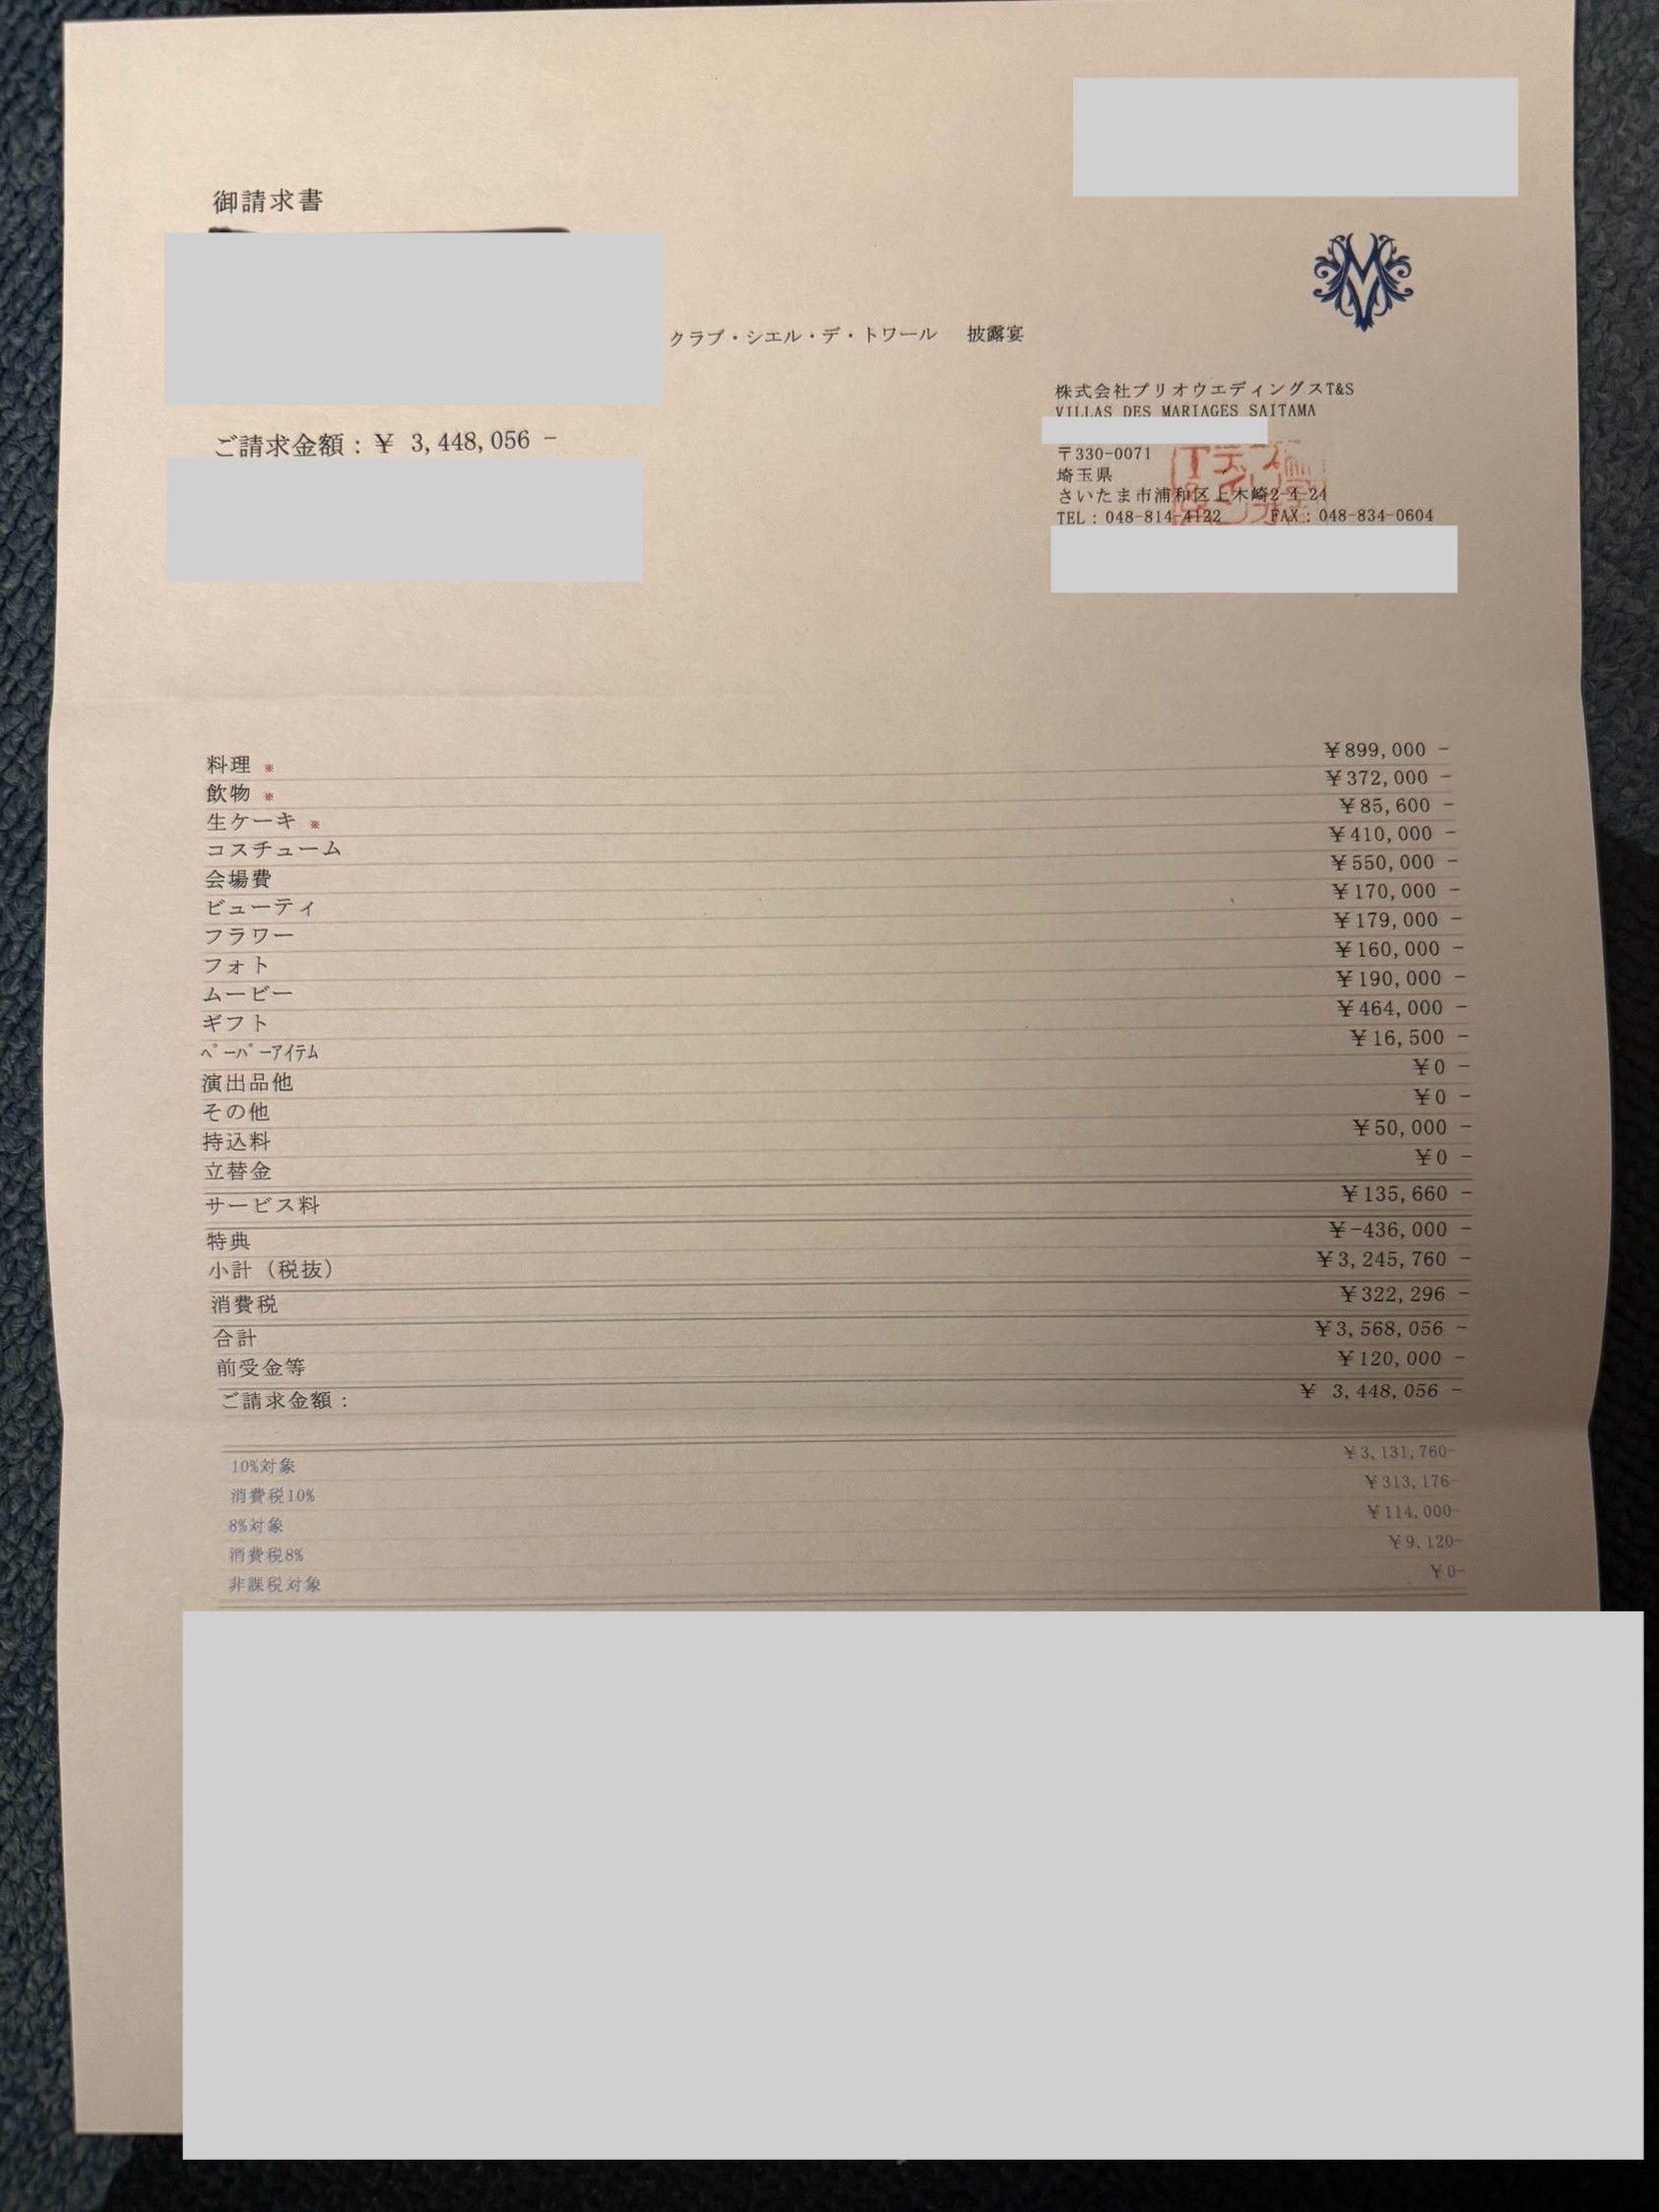 御請求書
クラブ・シエル・デ・トワール 披露宴
株式会社ブリオウエディングスT&S
VILLAS DES MARIAGES SAITAMA
ご請求金額:¥ 3,448,056 -
〒330-0071
埼玉県
さいたま市浦和区上木崎2-4-24
TEL:048-814-4122 FAX:048-834-0604
料理 ※ ¥899,000 -
飲物 ※ ¥372,000 -
生ケーキ ※ ¥85,600 -
コスチューム ¥410,000 -
会場費 ¥550,000 -
ビューティ ¥170,000 -
フラワー ¥179,000 -
フォト ¥160,000 -
ムービー ¥190,000 -
ギフト ¥464,000 -
ペーパーアイテム ¥16,500 -
演出品他 ¥0 -
その他 ¥0 -
持込料 ¥50,000 -
立替金 ¥0 -
サービス料 ¥135,660 -
特典 ¥-436,000 -
小計(税抜) ¥3,245,760 -
消費税 ¥322,296 -
合計 ¥3,568,056 -
前受金等 ¥120,000 -
ご請求金額: ¥ 3,448,056 -
10%対象 ¥3,131,760-
消費税10% ¥313,176-
8%対象 ¥114,000-
消費税8% ¥9,120-
非課税対象 ¥0-